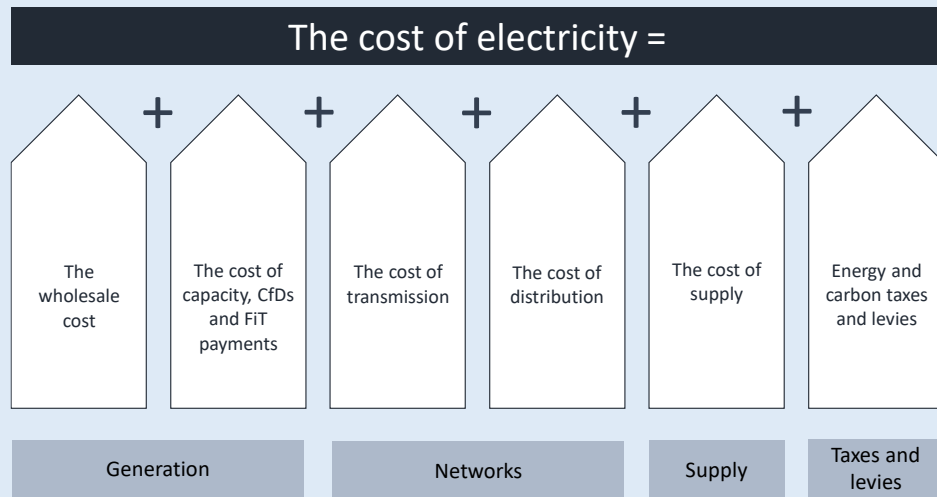 The cost of electricity =
+ + + + +
The
wholesale
cost
The cost of
capacity, CfDs
and FiT
payments
The cost of
transmission
The cost of
distribution
The cost of
supply
Energy and
carbon taxes
and levies
Generation
Networks
Supply
Taxes and
levies